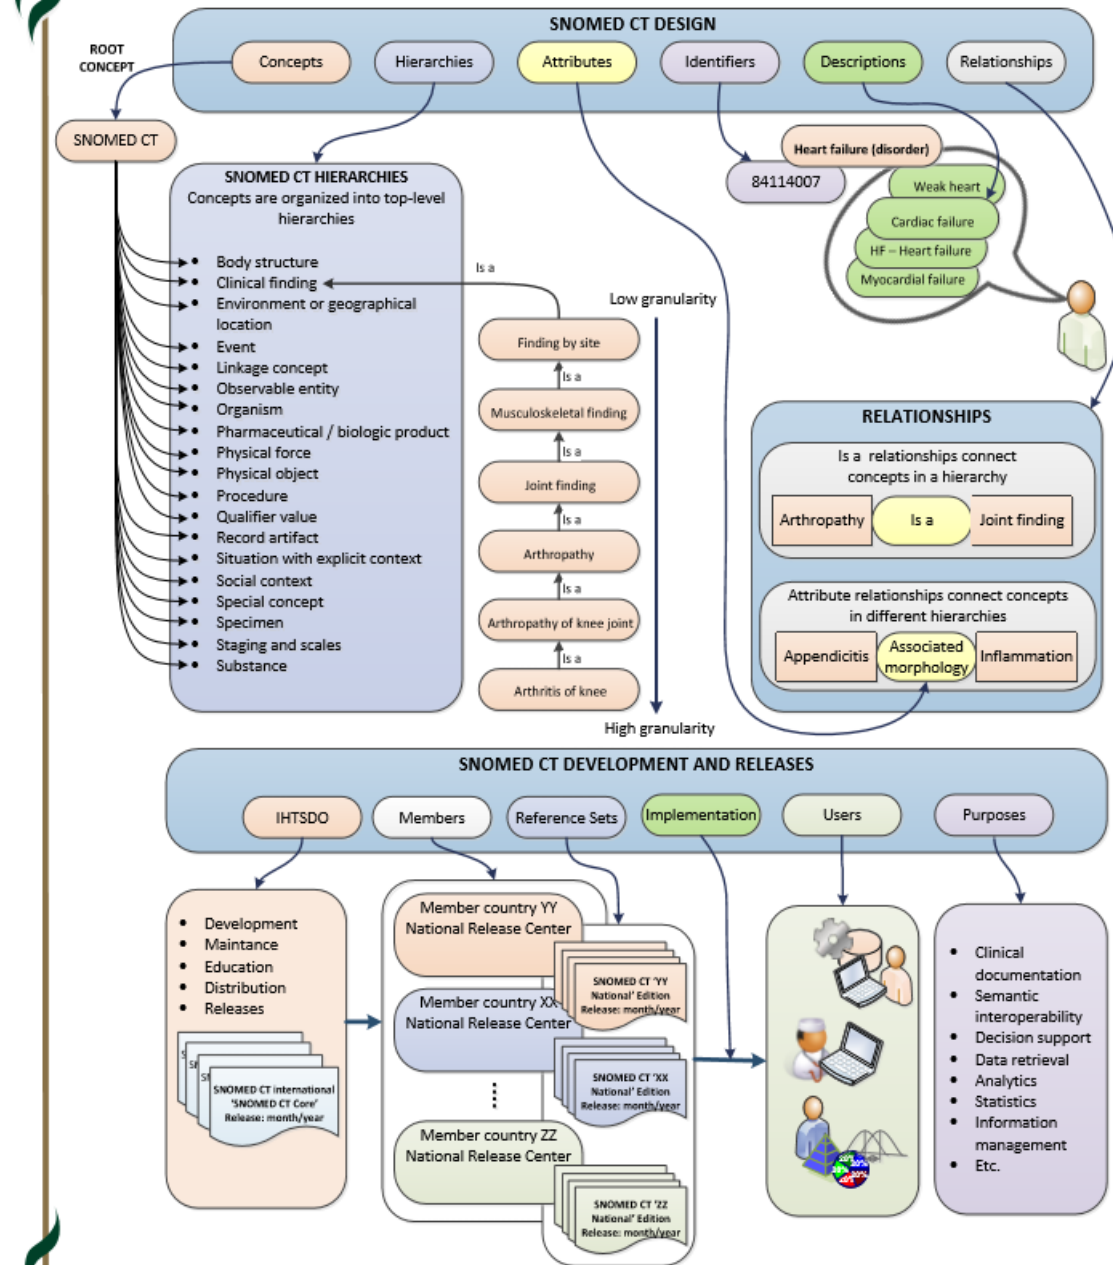 SNOMED CT DESIGN
ROOT
CONCEPT
Concepts
Hierarchies
Attributes
Identifiers
Descriptions
Relationships
SNOMED CT
SNOMED CT HIERARCHIES
Concepts are organized into top-level
hierarchies
• Body structure
• Clinical finding
• Environment or geographical
location
• Event
• Linkage concept
• Observable entity
• Organism
• Pharmaceutical / biologic product
• Physical force
• Physical object
• Procedure
• Qualifier value
• Record artifact
• Situation with explicit context
• Social context
• Special concept
• Specimen
• Staging and scales
• Substance
Is a
Finding by site
Is a
Musculoskeletal finding
Is a
Joint finding
Is a
Arthropathy
Is a
Arthropathy of knee joint
Is a
Arthritis of knee
Low granularity
High granularity
Heart failure (disorder)
84114007
Weak heart
Cardiac failure
HF – Heart failure
Myocardial failure
RELATIONSHIPS
Is a relationships connect
concepts in a hierarchy
Arthropathy
Is a
Joint finding
Attribute relationships connect concepts
in different hierarchies
Appendicitis
Associated
morphology
Inflammation
SNOMED CT DEVELOPMENT AND RELEASES
IHTSDO
Members
Reference Sets
Implementation
Users
Purposes
• Development
• Maintance
• Education
• Distribution
• Releases
SNOMED CT international
'SNOMED CT Core'
Release: month/year
Member country YY
National Release Center
SNOMED CT 'YY
National' Edition
Release: month/year
Member country XX
National Release Center
SNOMED CT 'XX
National' Edition
Release: month/year
Member country ZZ
National Release Center
SNOMED CT 'ZZ
National' Edition
Release: month/year
• Clinical
documentation
• Semantic
interoperability
• Decision support
• Data retrieval
• Analytics
• Statistics
• Information
management
• Etc.